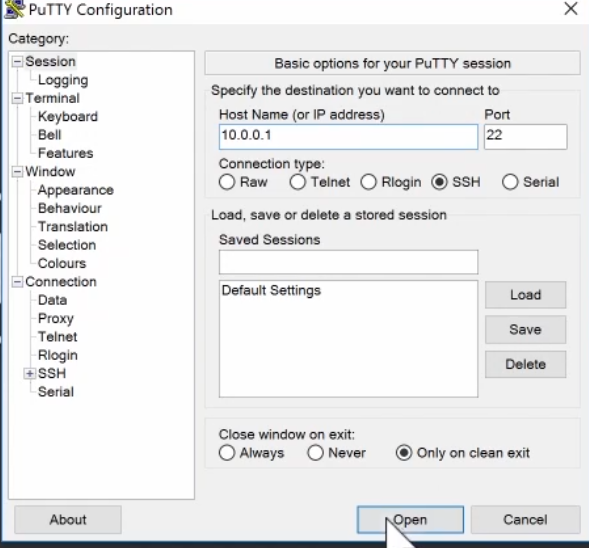 PuTTY Configuration
Category:
Session
Logging
Terminal
Keyboard
Bell
Features
Window
Appearance
Behaviour
Translation
Selection
Colours
Connection
Data
Proxy
Telnet
Rlogin
SSH
Serial
Basic options for your PuTTY session
Specify the destination you want to connect to
Host Name (or IP address) Port
10.0.0.1 22
Connection type:
Raw Telnet Rlogin SSH Serial
Load, save or delete a stored session
Saved Sessions
Default Settings
Load
Save
Delete
Close window on exit:
Always Never Only on clean exit
About Open Cancel